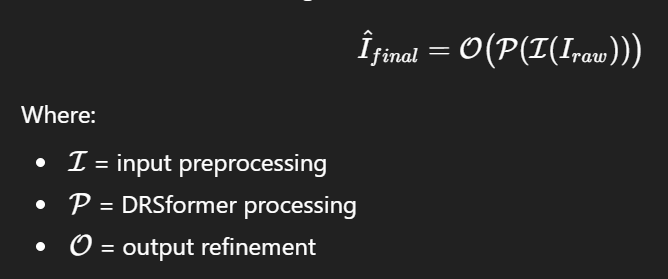 Î_final = 𝒪(𝒫(ℐ(I_raw)))
Where:
• ℐ = input preprocessing
• 𝒫 = DRSformer processing
• 𝒪 = output refinement